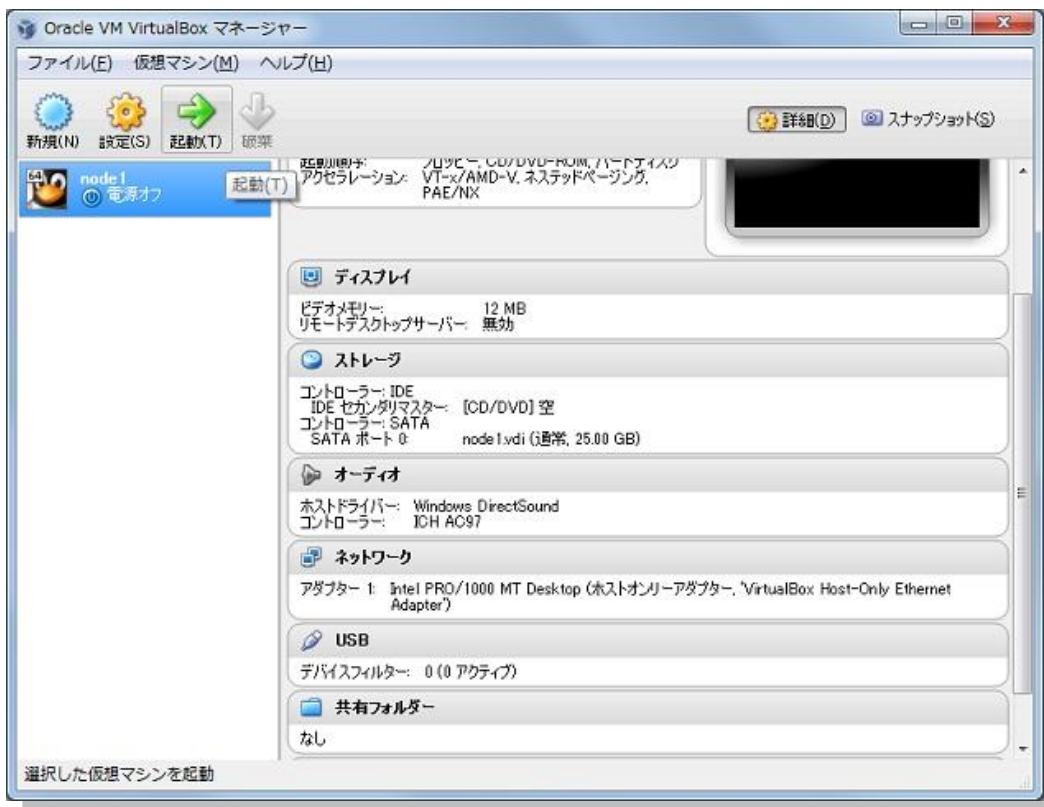 Oracle VM VirtualBox マネージャー
ファイル(F) 仮想マシン(M) ヘルプ(H)
新規(N) 設定(S) 起動(T) 破棄
詳細(D) スナップショット(S)
64
node1
電源オフ
起動(T)
起動順序: フロッピー, CD/DVD-ROM, ハードディスク
アクセラレーション: VT-x/AMD-V, ネステッドページング,
PAE/NX
ディスプレイ
ビデオメモリー: 12 MB
リモートデスクトップサーバー: 無効
ストレージ
コントローラー: IDE
IDE セカンダリマスター: [CD/DVD] 空
コントローラー: SATA
SATA ポート 0: node1.vdi (通常, 25.00 GB)
オーディオ
ホストドライバー: Windows DirectSound
コントローラー: ICH AC97
ネットワーク
アダプター 1: Intel PRO/1000 MT Desktop (ホストオンリーアダプター, 'VirtualBox Host-Only Ethernet
Adapter')
USB
デバイスフィルター: 0 (0 アクティブ)
共有フォルダー
なし
選択した仮想マシンを起動